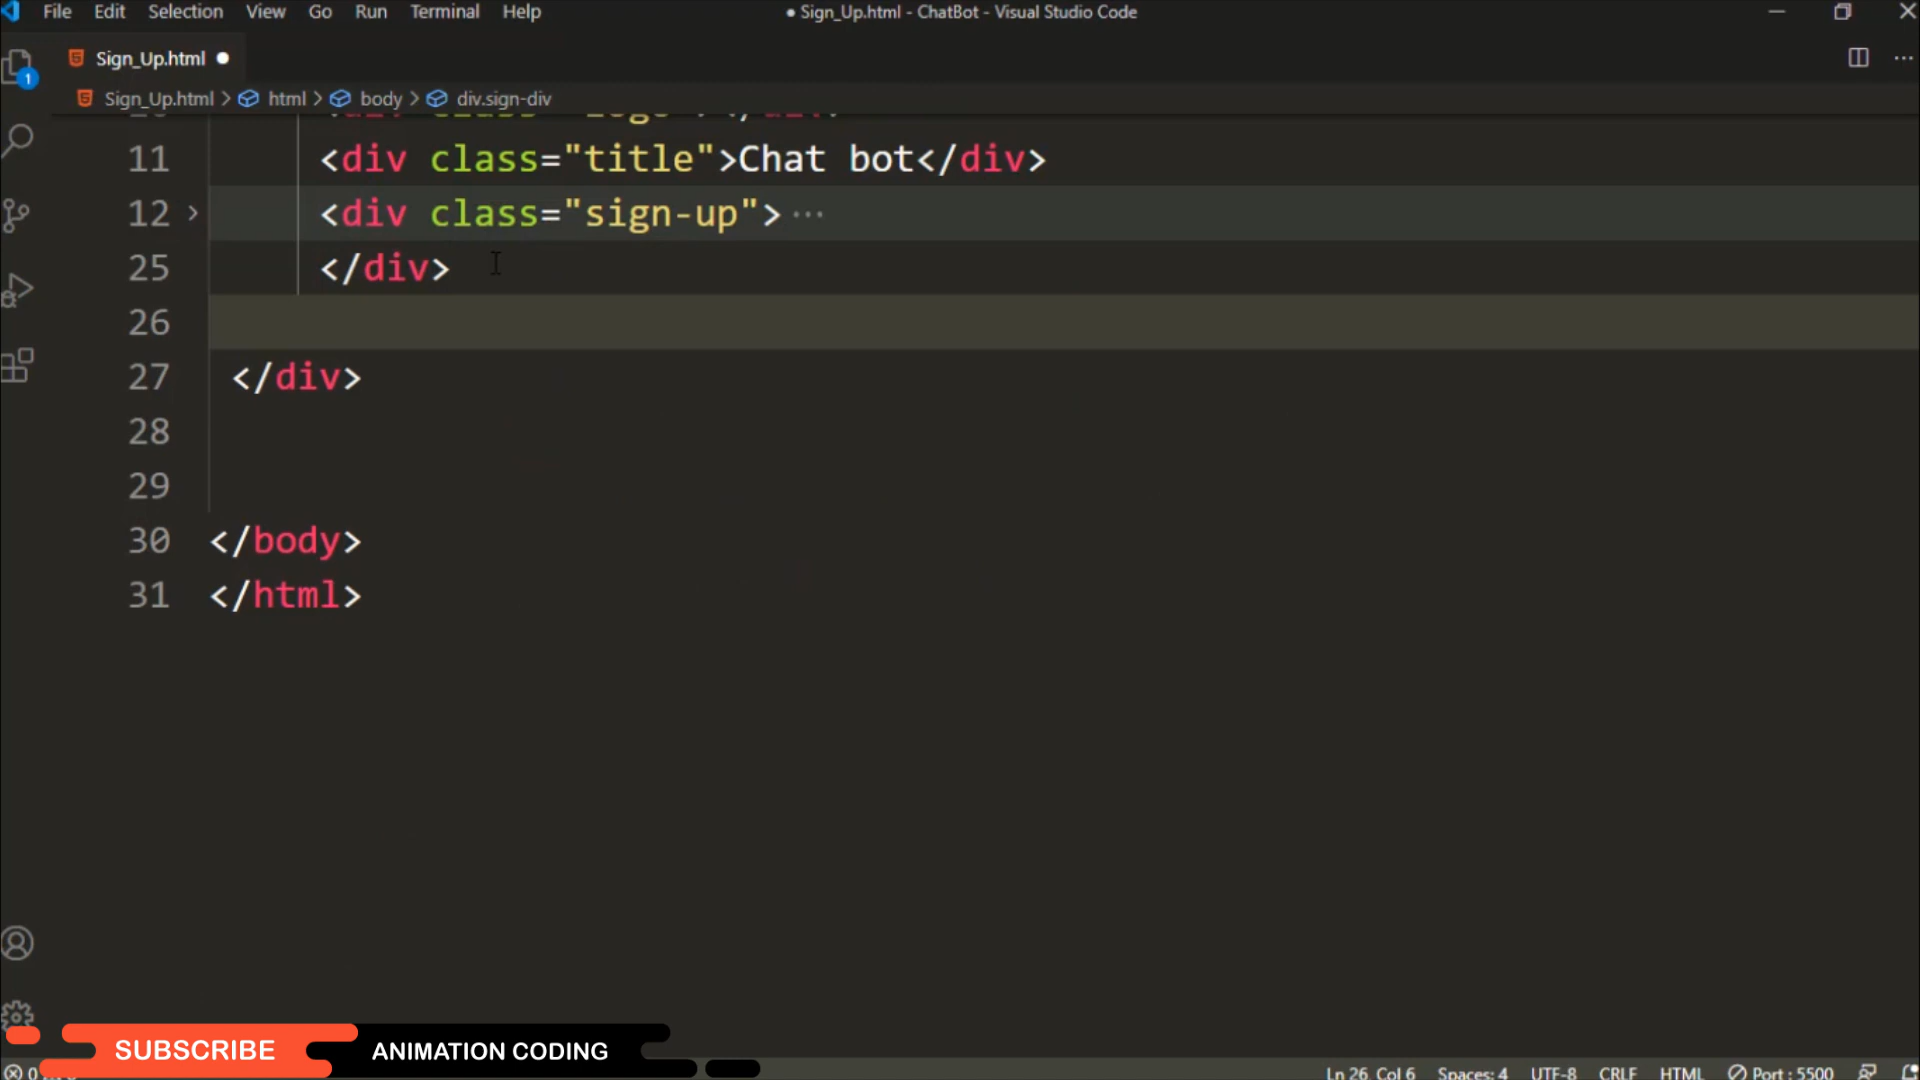 File Edit Selection View Go Run Terminal Help
● Sign_Up.html - ChatBot - Visual Studio Code
Sign_Up.html ●
1
Sign_Up.html > html > body > div.sign-div
11 <div class="title">Chat bot</div>
12 > <div class="sign-up">···
25 </div>
26
27 </div>
28
29
30 </body>
31 </html>
SUBSCRIBE
ANIMATION CODING
Ln 26, Col 6 Spaces: 4 UTF-8 CRLF HTML Port : 5500